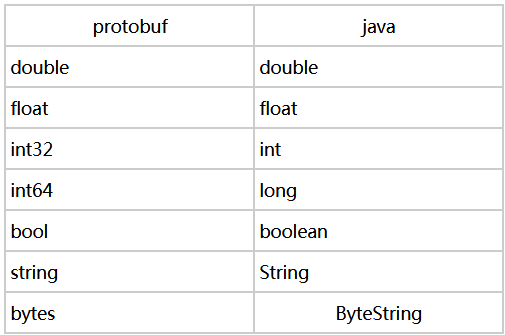 protobuf java
double double
float float
int32 int
int64 long
bool boolean
string String
bytes ByteString